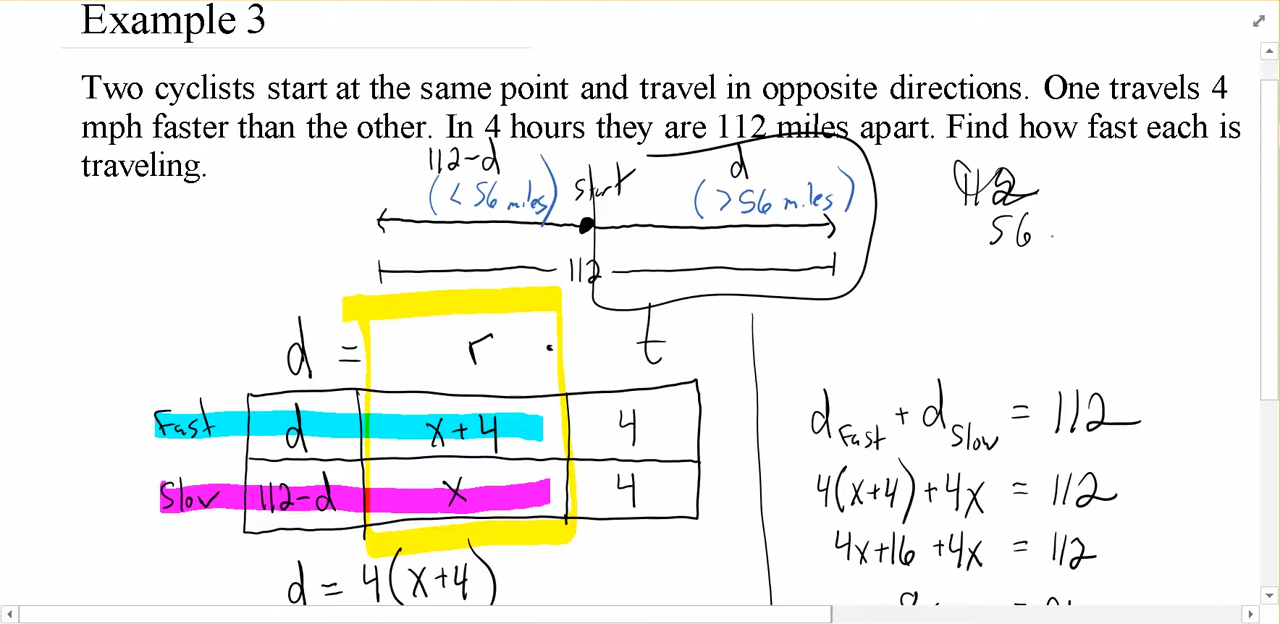 Example 3
Two cyclists start at the same point and travel in opposite directions. One travels 4
mph faster than the other. In 4 hours they are 112 miles apart. Find how fast each is
traveling.
112-d
d
(< 56 miles)
start
(> 56 miles)
112
56
112
d = r · t
Fast d x+4 4
Slow 112-d x 4
d = 4(x+4)
d Fast + d Slow = 112
4(x+4)+4x = 112
4x+16 +4x = 112